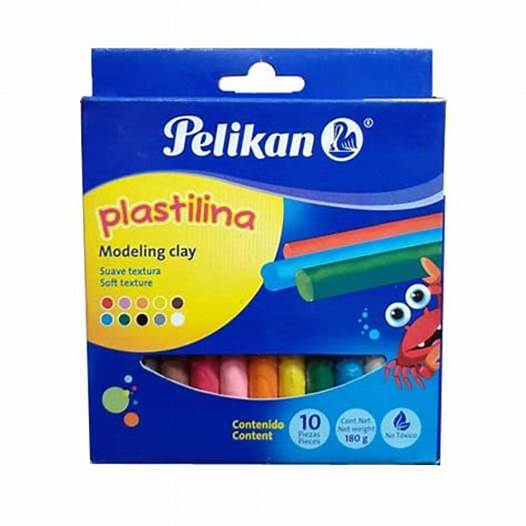 Pelikan®
plastilina
Modeling clay
Suave textura
Soft texture
Contenido
Content
10
Piezas
Pieces
Cont. Net.
Net weight
180 g
No Tóxico